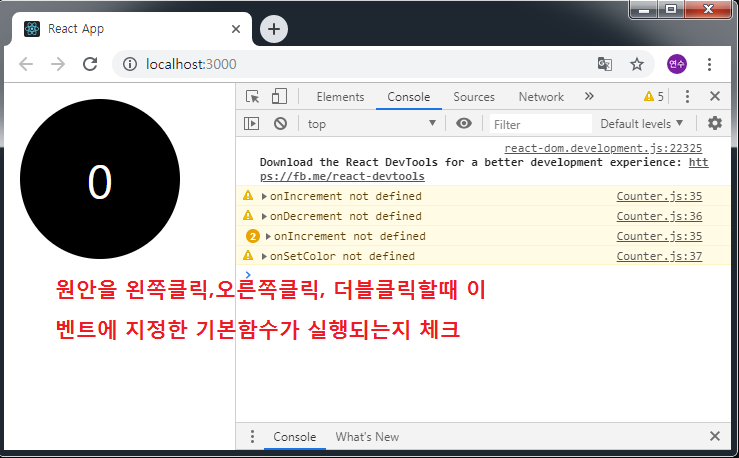 React App
localhost:3000
연수
Elements Console Sources Network » 5
top Filter Default levels
react-dom.development.js:22325
Download the React DevTools for a better development experience: htt
ps://fb.me/react-devtools
onIncrement not defined Counter.js:35
onDecrement not defined Counter.js:36
2 onIncrement not defined Counter.js:35
onSetColor not defined Counter.js:37
0
원안을 왼쪽클릭,오른쪽클릭, 더블클릭할때 이
벤트에 지정한 기본함수가 실행되는지 체크
Console What's New